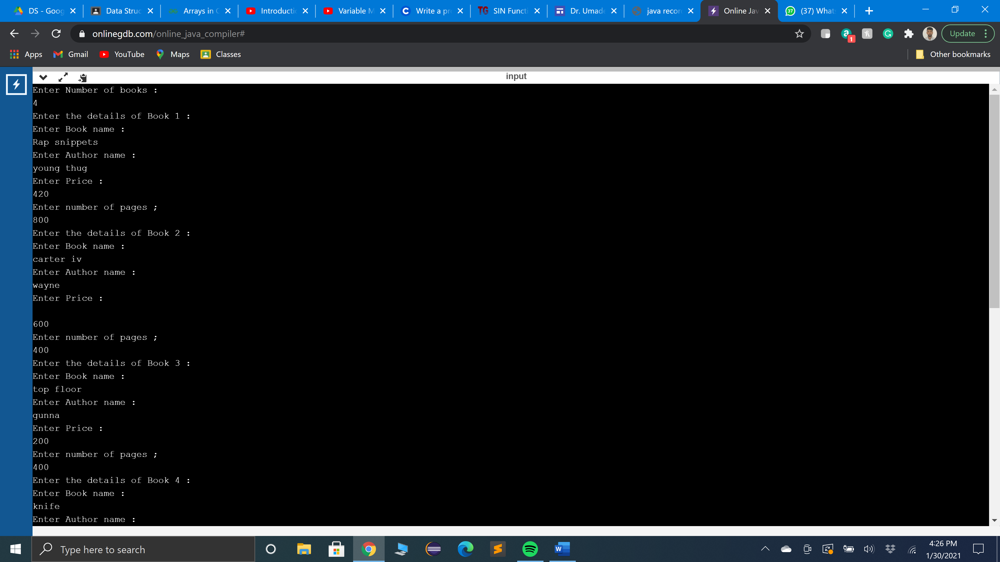 DS - Goog
Data Struc
Arrays in C
Introductio
Variable M
Write a pro
TG SIN Functi
Dr. Umade
java recor
Online Jav
37 (37) What
onlinegdb.com/online_java_compiler#
1
Update
Apps
Gmail
YouTube
Maps
Classes
Other bookmarks
input
Enter Number of books :
4
Enter the details of Book 1 :
Enter Book name :
Rap snippets
Enter Author name :
young thug
Enter Price :
420
Enter number of pages ;
800
Enter the details of Book 2 :
Enter Book name :
carter iv
Enter Author name :
wayne
Enter Price :
600
Enter number of pages ;
400
Enter the details of Book 3 :
Enter Book name :
top floor
Enter Author name :
gunna
Enter Price :
200
Enter number of pages ;
400
Enter the details of Book 4 :
Enter Book name :
knife
Enter Author name :
Type here to search
4:26 PM
1/30/2021